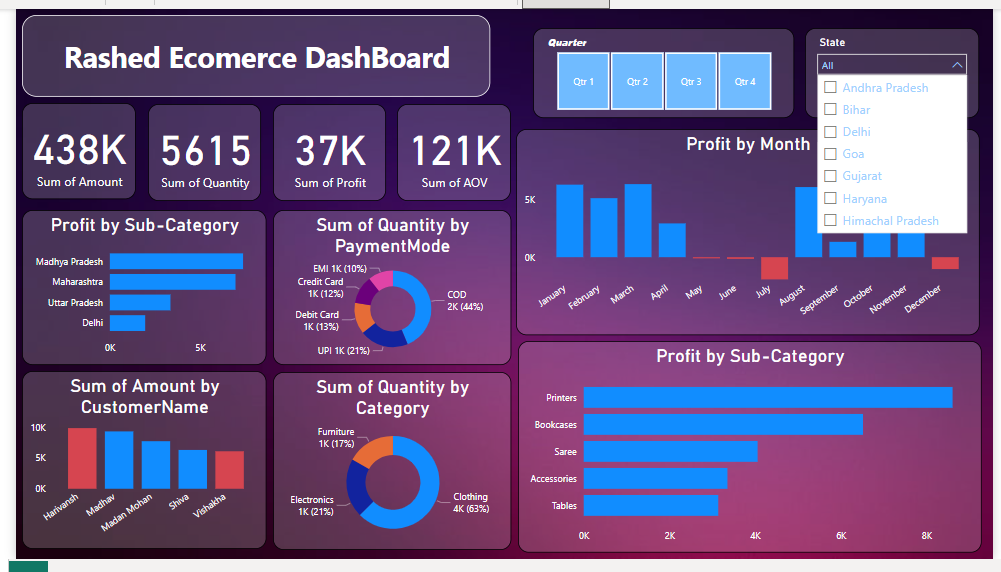 Rashed Ecomerce DashBoard
Quarter
Qtr 1
Qtr 2
Qtr 3
Qtr 4
State
All
Andhra Pradesh
Bihar
Delhi
Goa
Gujarat
Haryana
Himachal Pradesh
438K
Sum of Amount
5615
Sum of Quantity
37K
Sum of Profit
121K
Sum of AOV
Profit by Month
5K
0K
January
February
March
April
May
June
July
August
September
October
November
December
Profit by Sub-Category
Madhya Pradesh
Maharashtra
Uttar Pradesh
Delhi
0K
5K
Sum of Quantity by
PaymentMode
EMI 1K (10%)
Credit Card
1K (12%)
Debit Card
1K (13%)
UPI 1K (21%)
COD
2K (44%)
Profit by Sub-Category
Printers
Bookcases
Saree
Accessories
Tables
0K
2K
4K
6K
8K
Sum of Amount by
CustomerName
10K
5K
0K
Harivansh
Madhav
Madan Mohan
Shiva
Vishakha
Sum of Quantity by
Category
Furniture
1K (17%)
Electronics
1K (21%)
Clothing
4K (63%)